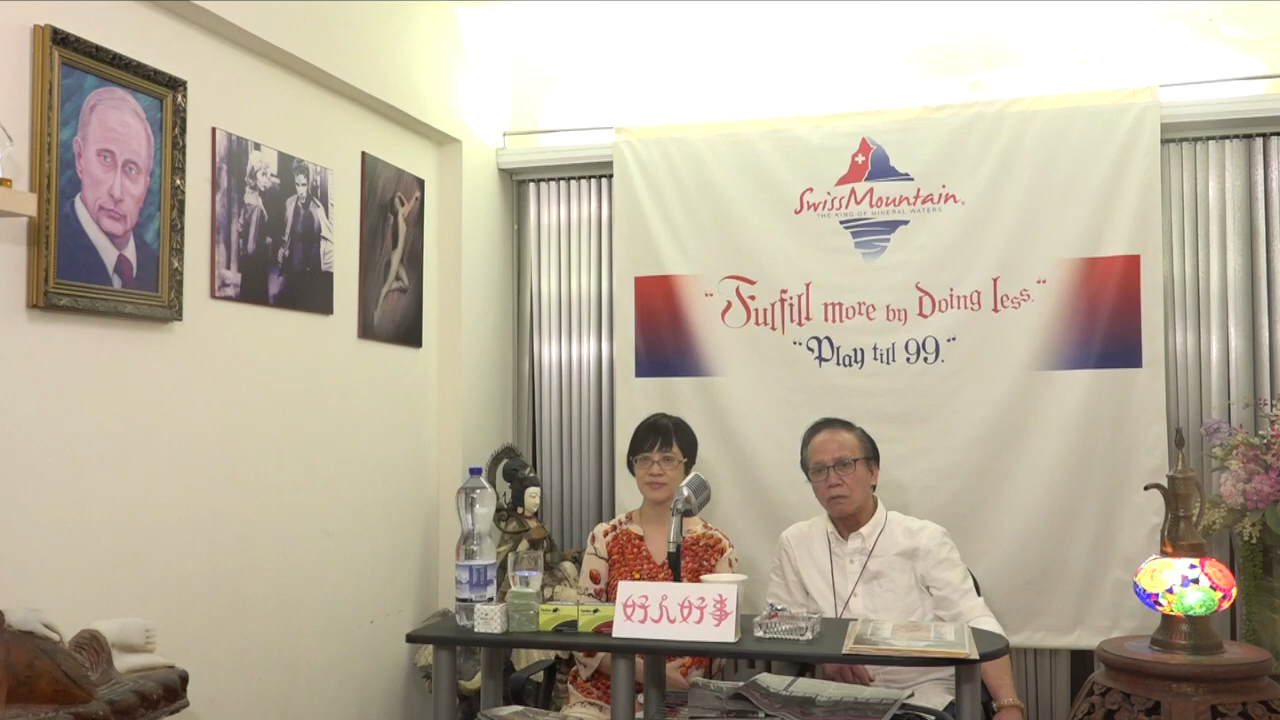 SwissMountain®
THE KING OF MINERAL WATERS
"Fulfill more by Doing less."
"Play till 99."
好人好事